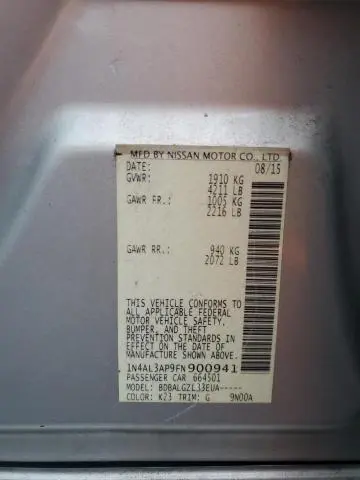 MFD BY NISSAN MOTOR CO., LTD.
DATE: 08/15
GVWR: 1910 KG
4211 LB
GAWR FR.: 1005 KG
2216 LB
GAWR RR.: 940 KG
2072 LB
THIS VEHICLE CONFORMS TO
ALL APPLICABLE FEDERAL
MOTOR VEHICLE SAFETY,
BUMPER, AND THEFT
PREVENTION STANDARDS
IN EFFECT ON THE DATE OF
MANUFACTURE SHOWN ABOVE.
1N4AL3AP9FN900941
PASSENGER CAR 664501
MODEL: BDBALGZL33EUA-----
COLOR: K23 TRIM: G 9N00A